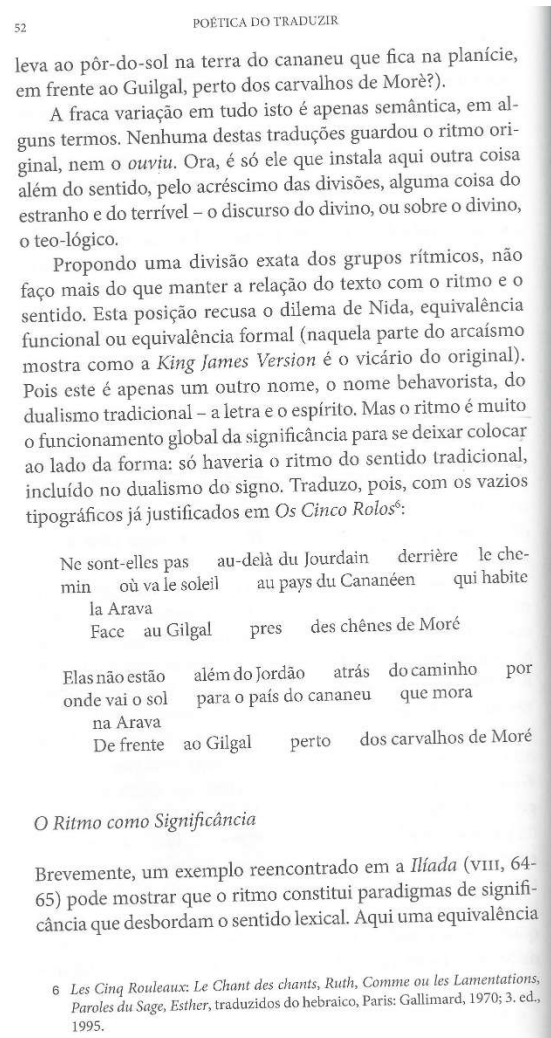 52 POÉTICA DO TRADUZIR
leva ao pôr-do-sol na terra do cananeu que fica na planície,
em frente ao Guilgal, perto dos carvalhos de Morè?).
A fraca variação em tudo isto é apenas semântica, em al-
guns termos. Nenhuma destas traduções guardou o ritmo ori-
ginal, nem o ouviu. Ora, é só ele que instala aqui outra coisa
além do sentido, pelo acréscimo das divisões, alguma coisa do
estranho e do terrível – o discurso do divino, ou sobre o divino,
o teo-lógico.
Propondo uma divisão exata dos grupos rítmicos, não
faço mais do que manter a relação do texto com o ritmo e o
sentido. Esta posição recusa o dilema de Nida, equivalência
funcional ou equivalência formal (naquela parte do arcaísmo
mostra como a King James Version é o vicário do original).
Pois este é apenas um outro nome, o nome behavorista, do
dualismo tradicional – a letra e o espírito. Mas o ritmo é muito
o funcionamento global da significância para se deixar colocar
ao lado da forma: só haveria o ritmo do sentido tradicional,
incluído no dualismo do signo. Traduzo, pois, com os vazios
tipográficos já justificados em Os Cinco Rolos⁶:
Ne sont-elles pas au-delà du Jourdain derrière le che-
min où va le soleil au pays du Cananéen qui habite
la Arava
Face au Gilgal pres des chênes de Moré
Elas não estão além do Jordão atrás do caminho por
onde vai o sol para o país do cananeu que mora
na Arava
De frente ao Gilgal perto dos carvalhos de Moré
O Ritmo como Significância
Brevemente, um exemplo reencontrado em a Ilíada (VIII, 64-
65) pode mostrar que o ritmo constitui paradigmas de signifi-
cância que desbordam o sentido lexical. Aqui uma equivalência
6 Les Cinq Rouleaux: Le Chant des chants, Ruth, Comme ou les Lamentations,
Paroles du Sage, Esther, traduzidos do hebraico, Paris: Gallimard, 1970; 3. ed.,
1995.